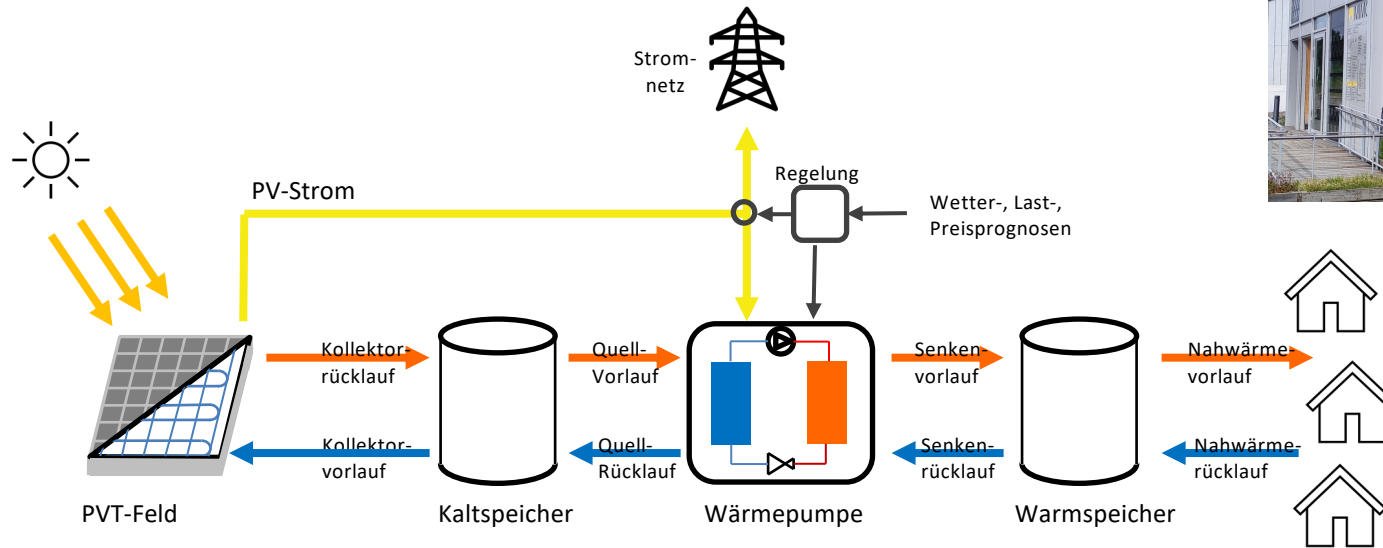 Strom-
netz
Regelung
PV-Strom
Wetter-, Last-,
Preisprognosen
Kollektor-
rücklauf
Quell-
Vorlauf
Senken-
vorlauf
Nahwärme-
vorlauf
Kollektor-
vorlauf
Quell-
Rücklauf
Senken-
rücklauf
Nahwärme-
rücklauf
PVT-Feld
Kaltspeicher
Wärmepumpe
Warmspeicher